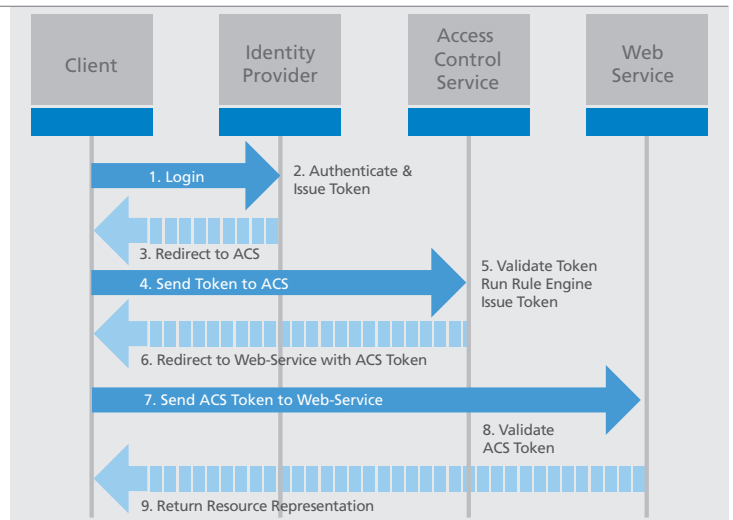 Client
Identity
Provider
Access
Control
Service
Web
Service
1. Login
2. Authenticate &
Issue Token
3. Redirect to ACS
4. Send Token to ACS
5. Validate Token
Run Rule Engine
Issue Token
6. Redirect to Web-Service with ACS Token
7. Send ACS Token to Web-Service
8. Validate
ACS Token
9. Return Resource Representation